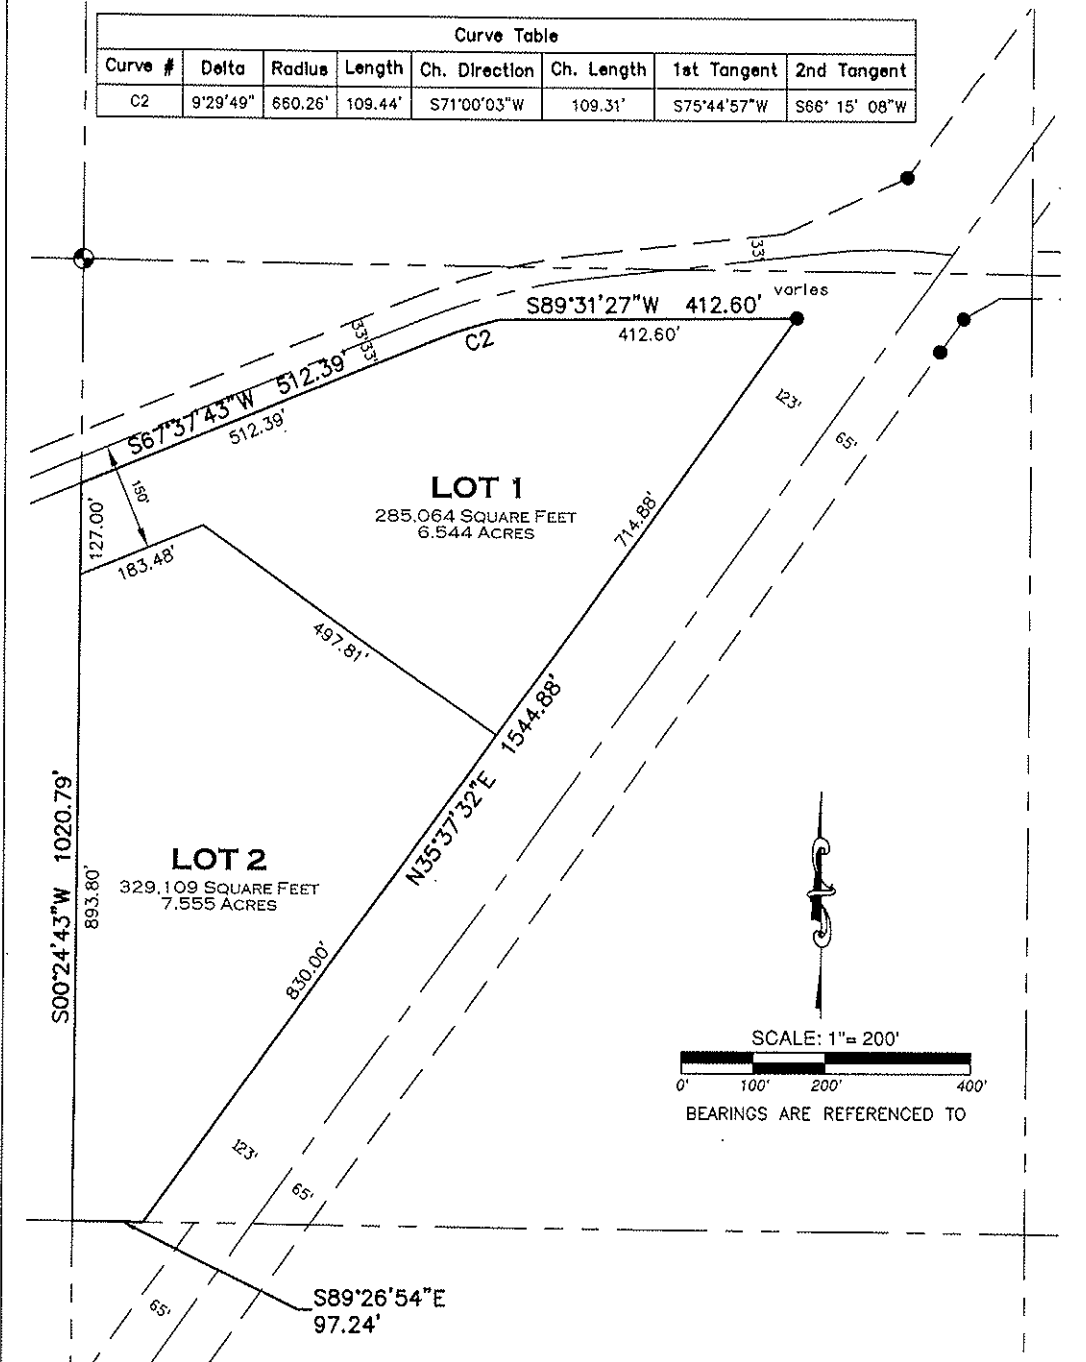 Curve Table
Curve # Delta Radius Length Ch. Direction Ch. Length 1st Tangent 2nd Tangent
C2 9°29'49" 660.26' 109.44' S71°00'03"W 109.31' S75°44'57"W S66° 15' 08"W
33'
varies
S89°31'27"W 412.60'
412.60'
C2
33' 33'
S67°37'43"W 512.39'
512.39'
123'
65'
150'
127.00'
183.48'
LOT 1
285,064 SQUARE FEET
6.544 ACRES
714.88'
497.81'
N35°37'32"E 1544.88'
S00°24'43"W 1020.79'
893.80'
LOT 2
329,109 SQUARE FEET
7.555 ACRES
830.00'
SCALE: 1"= 200'
0' 100' 200' 400'
BEARINGS ARE REFERENCED TO
123'
65'
65'
S89°26'54"E
97.24'